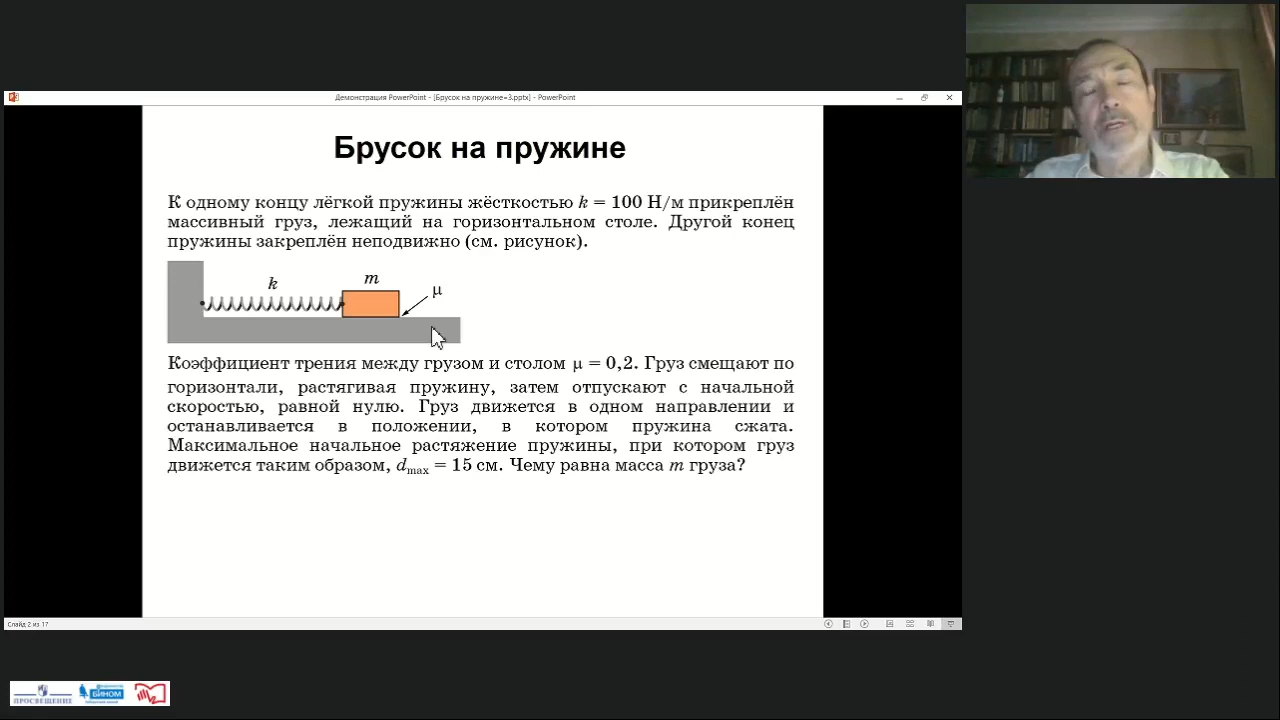 Демонстрация PowerPoint - [Брусок на пружине=3.pptx] - PowerPoint
Брусок на пружине
К одному концу лёгкой пружины жёсткостью k = 100 Н/м прикреплён
массивный груз, лежащий на горизонтальном столе. Другой конец
пружины закреплён неподвижно (см. рисунок).
k
m
μ
Коэффициент трения между грузом и столом μ = 0,2. Груз смещают по
горизонтали, растягивая пружину, затем отпускают с начальной
скоростью, равной нулю. Груз движется в одном направлении и
останавливается в положении, в котором пружина сжата.
Максимальное начальное растяжение пружины, при котором груз
движется таким образом, dmax = 15 см. Чему равна масса m груза?
Слайд 2 из 17
ПРОСВЕЩЕНИЕ
БИНОМ